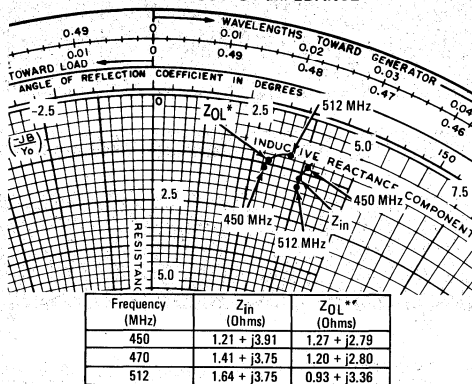 WAVELENGTHS TOWARD GENERATOR
0.49 0 0.01 0.02 0.03 0.04
0.01 0 0.49 0.48 0.47 0.46
TOWARD LOAD
ANGLE OF REFLECTION COEFFICIENT IN DEGREES
150
-2.5 0 2.5 5.0 7.5
ZOL*
512 MHz
INDUCTIVE REACTANCE COMPONENT
(-JB/Yo)
2.5
450 MHz
450 MHz
Zin
512 MHz
RESISTAN
5.0
Frequency (MHz) Zin (Ohms) ZOL** (Ohms)
450 1.21 + j3.91 1.27 + j2.79
470 1.41 + j3.75 1.20 + j2.80
512 1.64 + j3.75 0.93 + j3.36